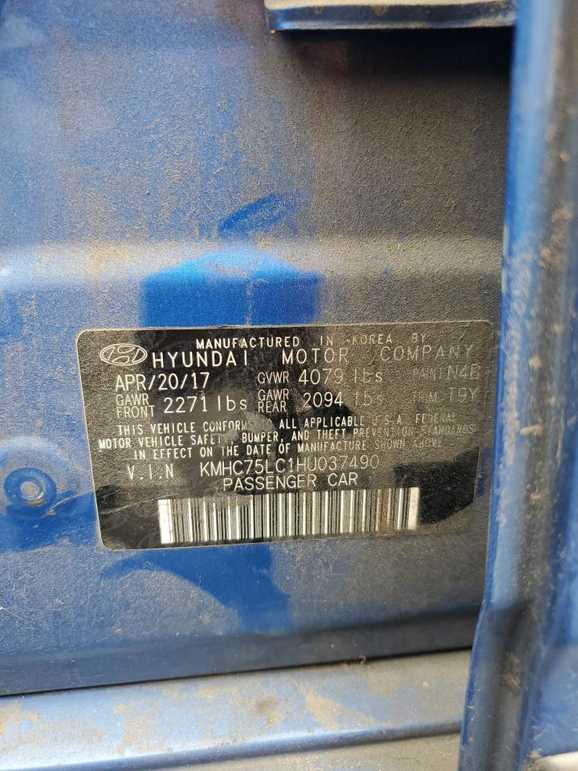 MANUFACTURED IN KOREA BY
HYUNDAI MOTOR COMPANY
APR/20/17 GVWR 4079 lbs PAINT N4B
GAWR FRONT 2271 lbs GAWR REAR 2094 lbs TRIM T9Y
THIS VEHICLE CONFORMS ALL APPLICABLE U.S.A. FEDERAL
MOTOR VEHICLE SAFETY, BUMPER, AND THEFT PREVENTION STANDARDS
IN EFFECT ON THE DATE OF MANUFACTURE SHOWN ABOVE.
V.I.N KMHC75LC1HU037490
PASSENGER CAR